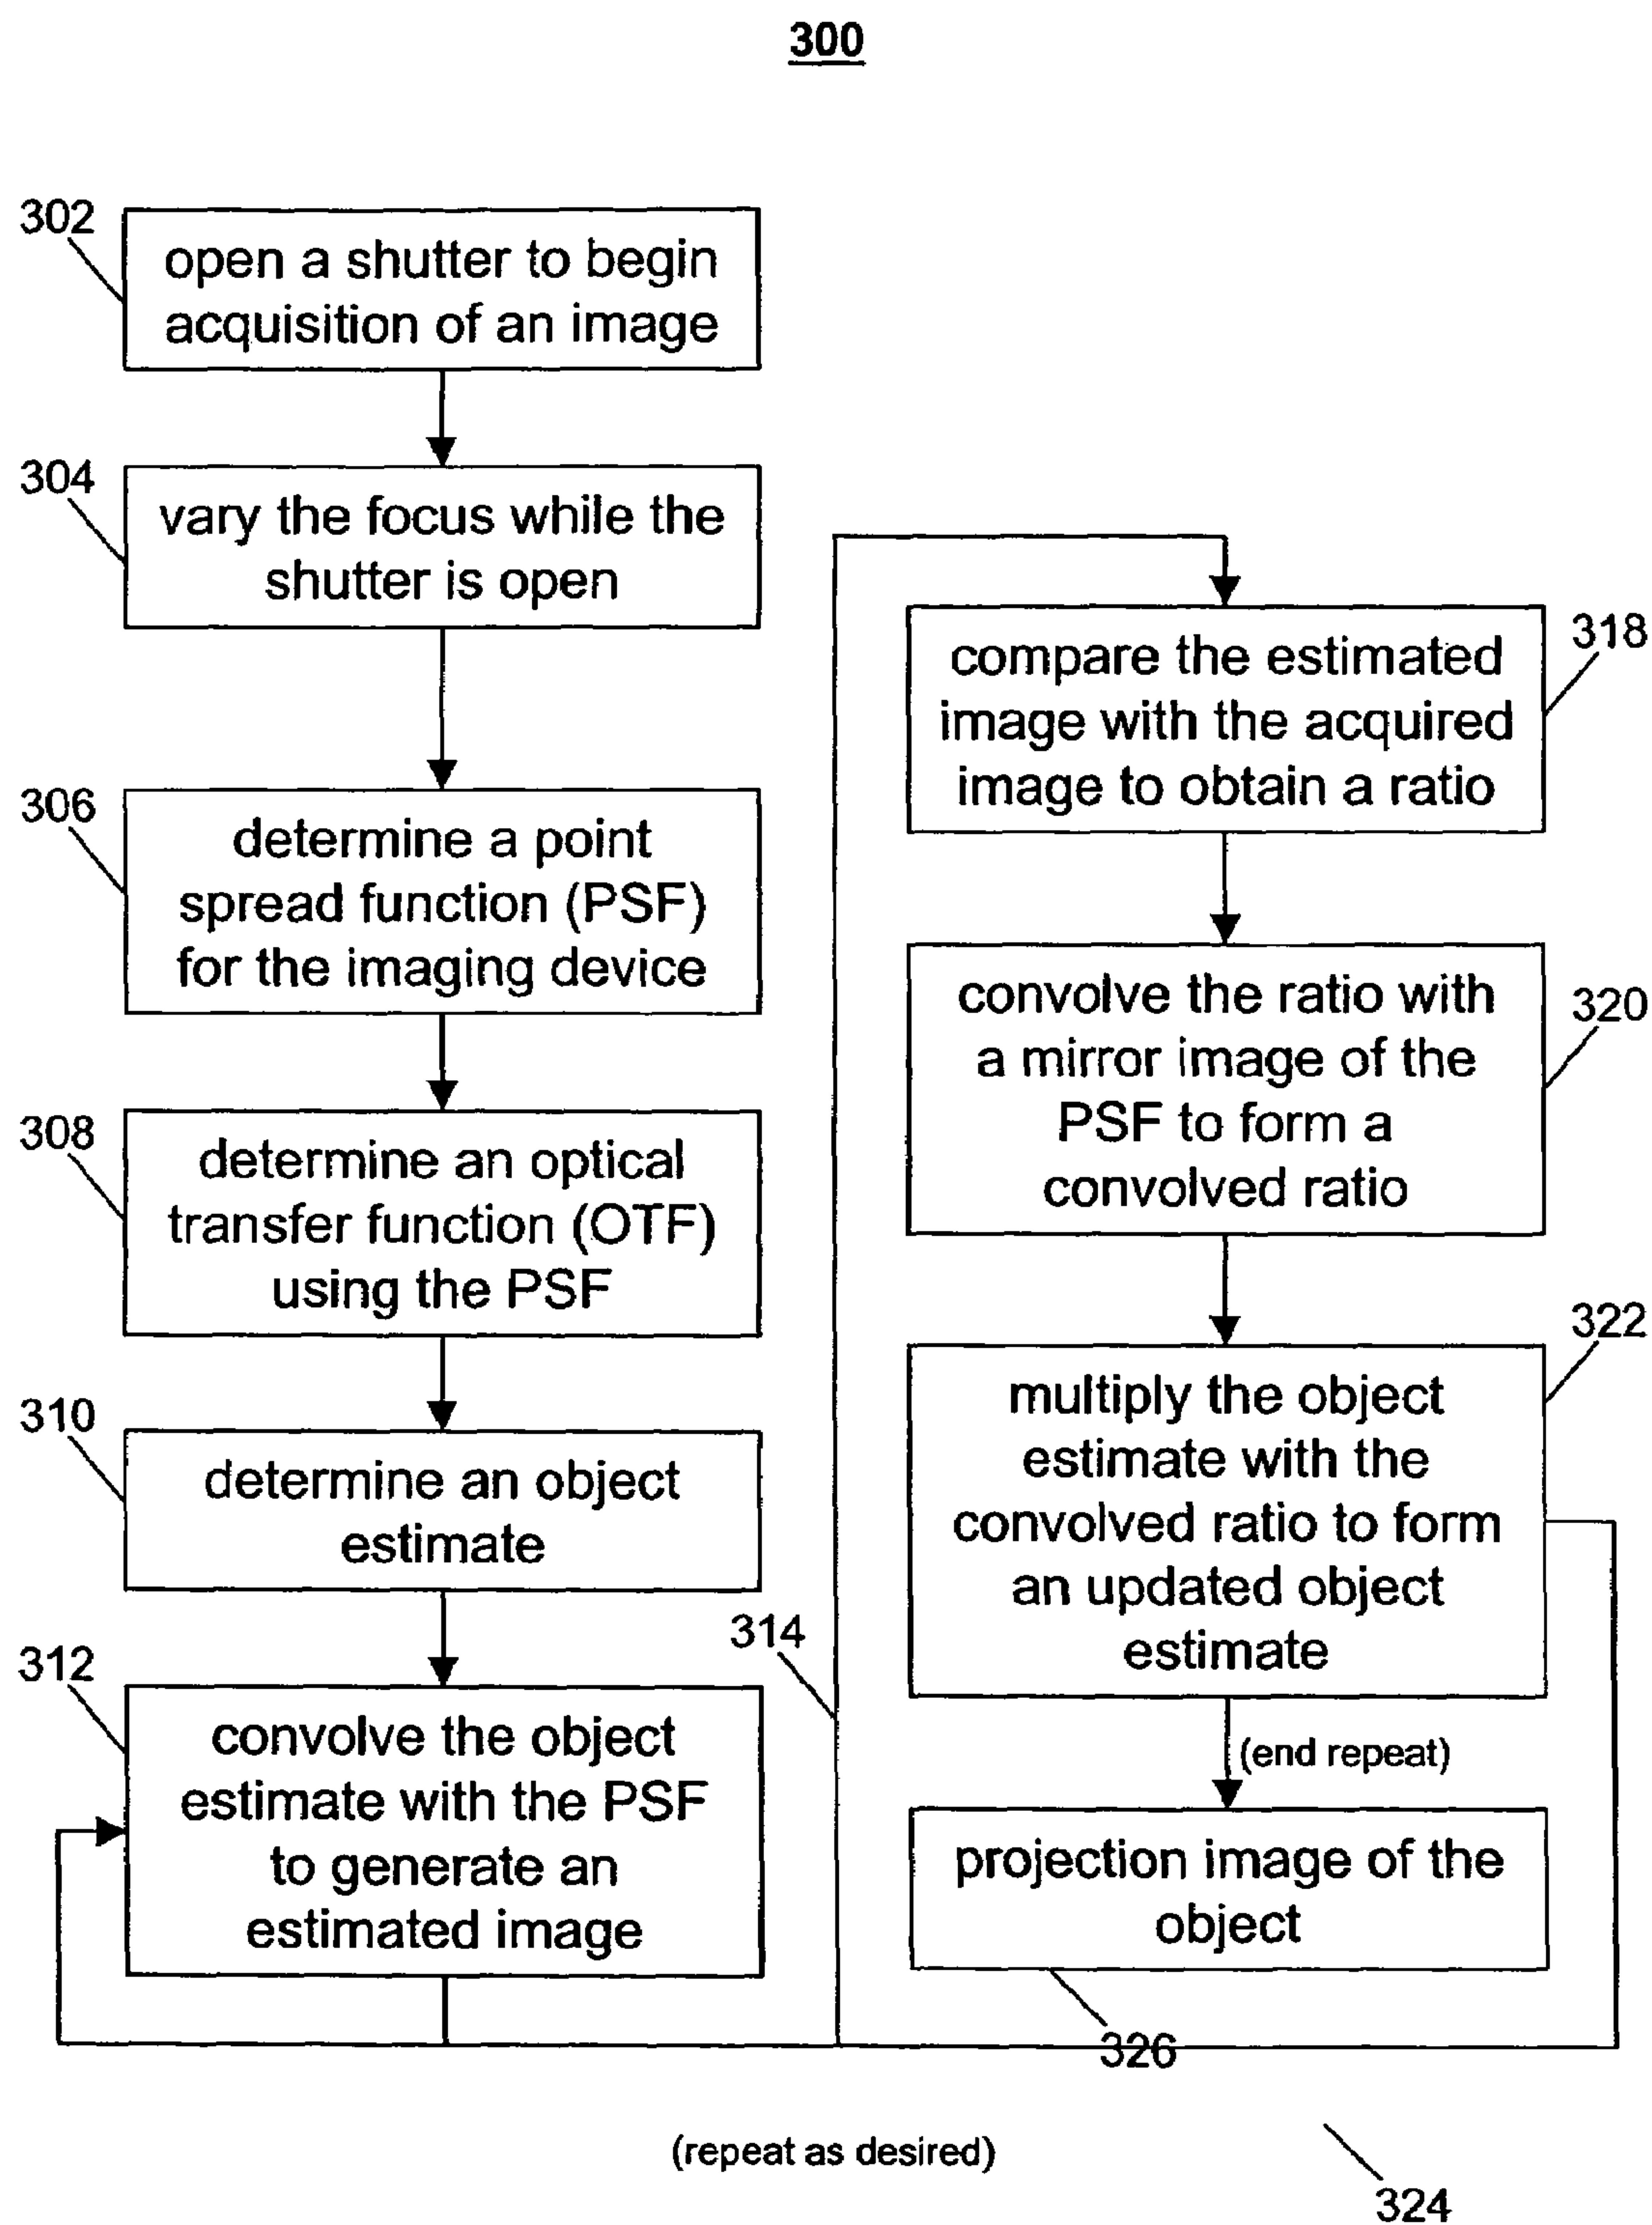 300
302
open a shutter to begin
acquisition of an image
304
vary the focus while the
shutter is open
306
determine a point
spread function (PSF)
for the imaging device
308
determine an optical
transfer function (OTF)
using the PSF
310
determine an object
estimate
312
convolve the object
estimate with the PSF
to generate an
estimated image
314
318
compare the estimated
image with the acquired
image to obtain a ratio
320
convolve the ratio with
a mirror image of the
PSF to form a
convolved ratio
322
multiply the object
estimate with the
convolved ratio to form
an updated object
estimate
(end repeat)
projection image of the
object
326
(repeat as desired)
324